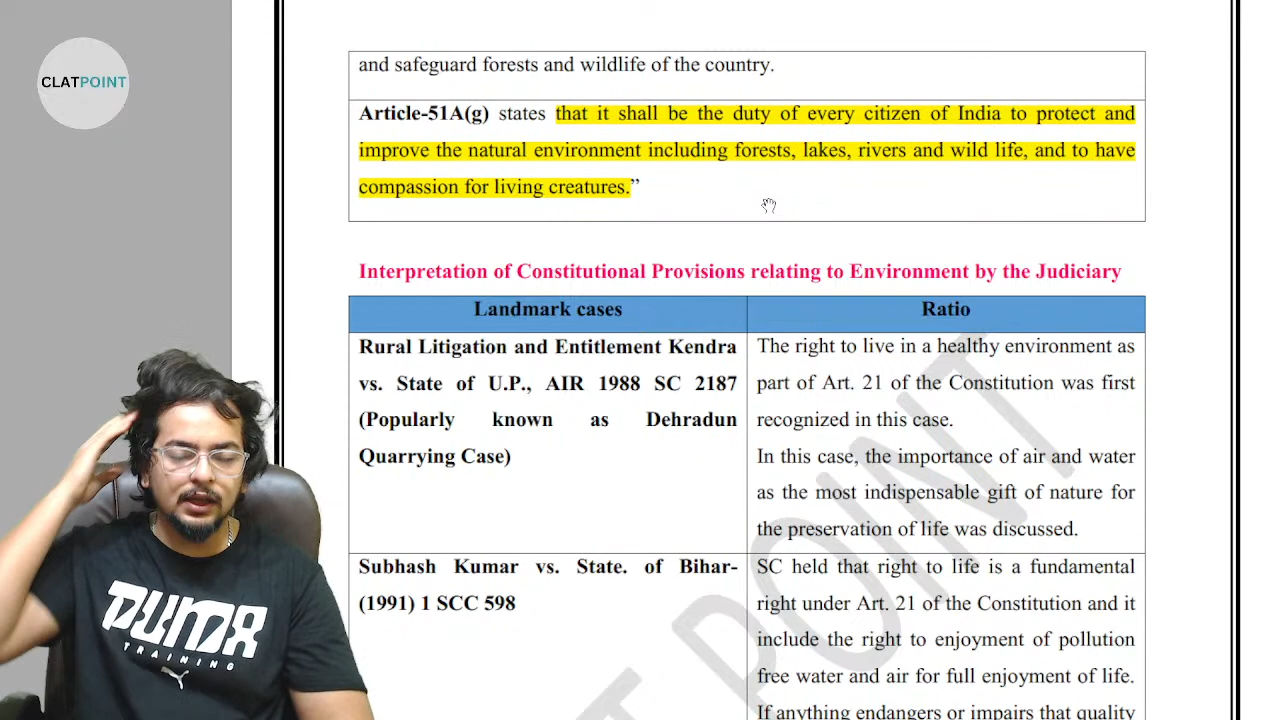 CLATPOINT
and safeguard forests and wildlife of the country.
Article-51A(g) states that it shall be the duty of every citizen of India to protect and
improve the natural environment including forests, lakes, rivers and wild life, and to have
compassion for living creatures.”
Interpretation of Constitutional Provisions relating to Environment by the Judiciary
Landmark cases
Ratio
Rural Litigation and Entitlement Kendra
vs. State of U.P., AIR 1988 SC 2187
(Popularly known as Dehradun
Quarrying Case)
The right to live in a healthy environment as
part of Art. 21 of the Constitution was first
recognized in this case.
In this case, the importance of air and water
as the most indispensable gift of nature for
the preservation of life was discussed.
Subhash Kumar vs. State. of Bihar-
(1991) 1 SCC 598
SC held that right to life is a fundamental
right under Art. 21 of the Constitution and it
include the right to enjoyment of pollution
free water and air for full enjoyment of life.
If anything endangers or impairs that quality
PUMA
TRAINING
T POINT